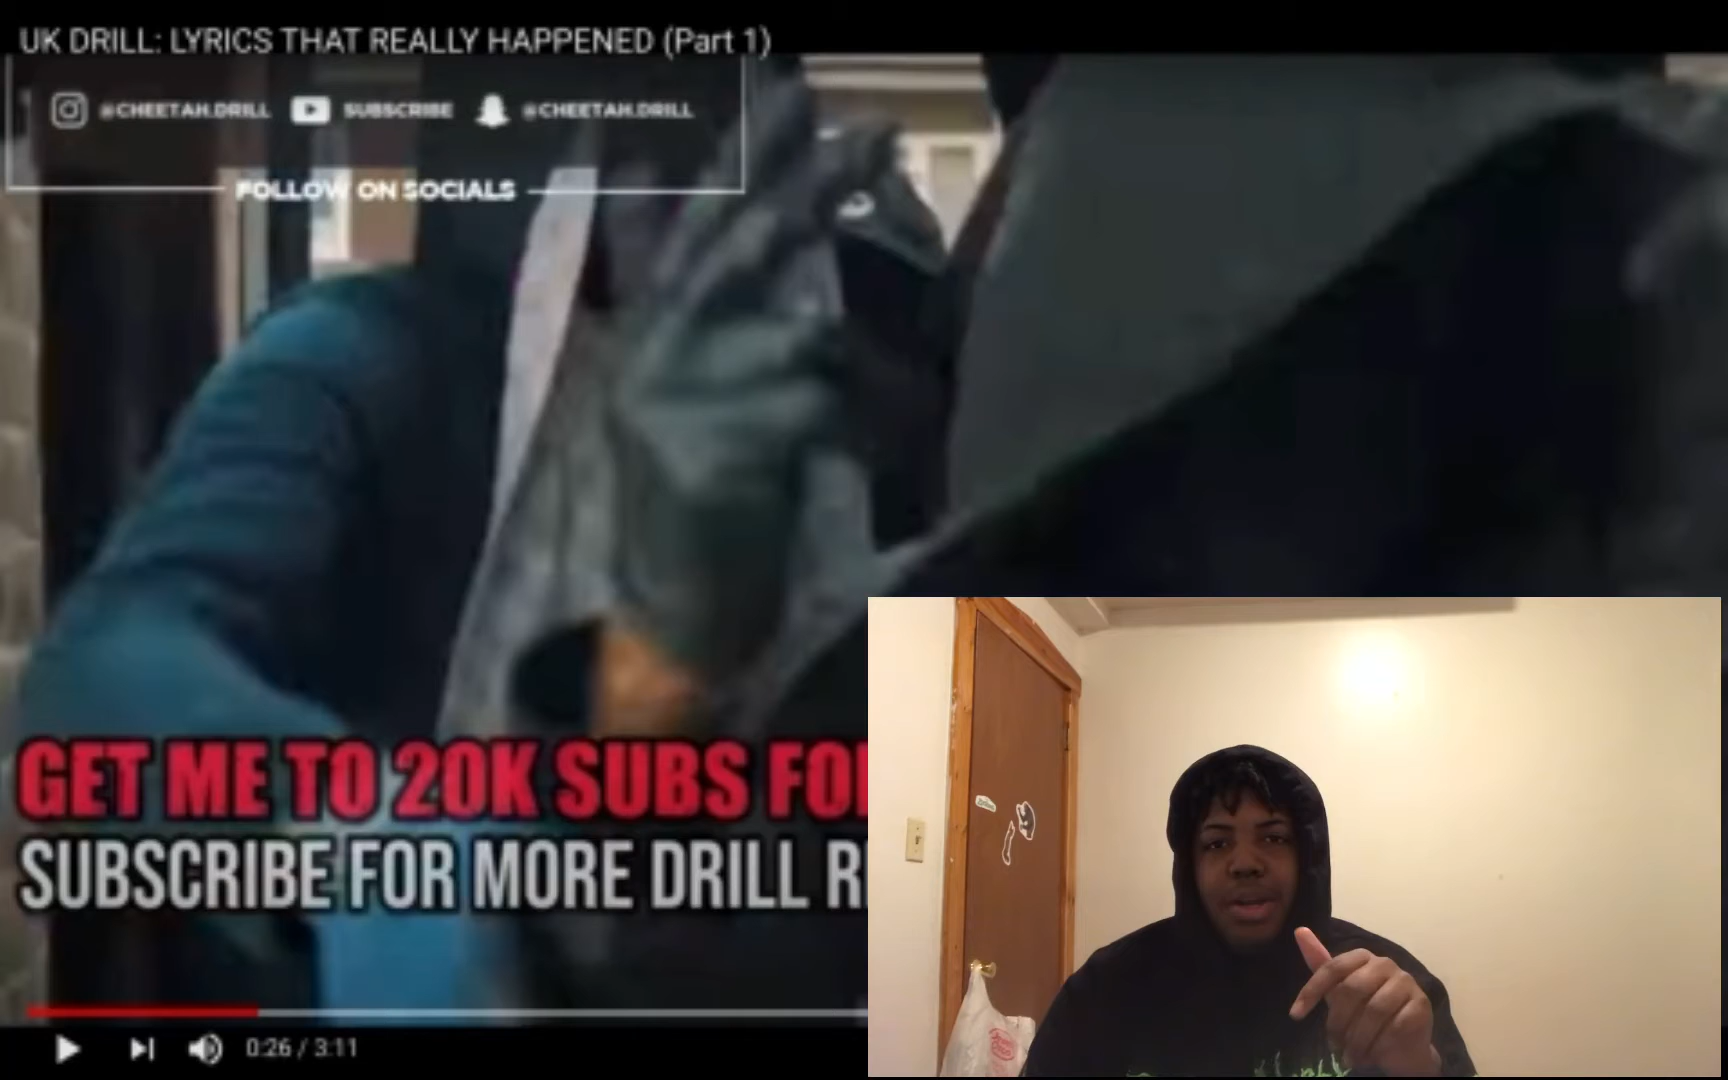 UK DRILL: LYRICS THAT REALLY HAPPENED (Part 1)
@CHEETAH.DRILL SUBSCRIBE @CHEETAH.DRILL
FOLLOW ON SOCIALS
GET ME TO 20K SUBS FO
SUBSCRIBE FOR MORE DRILL R
0:26 / 3:11